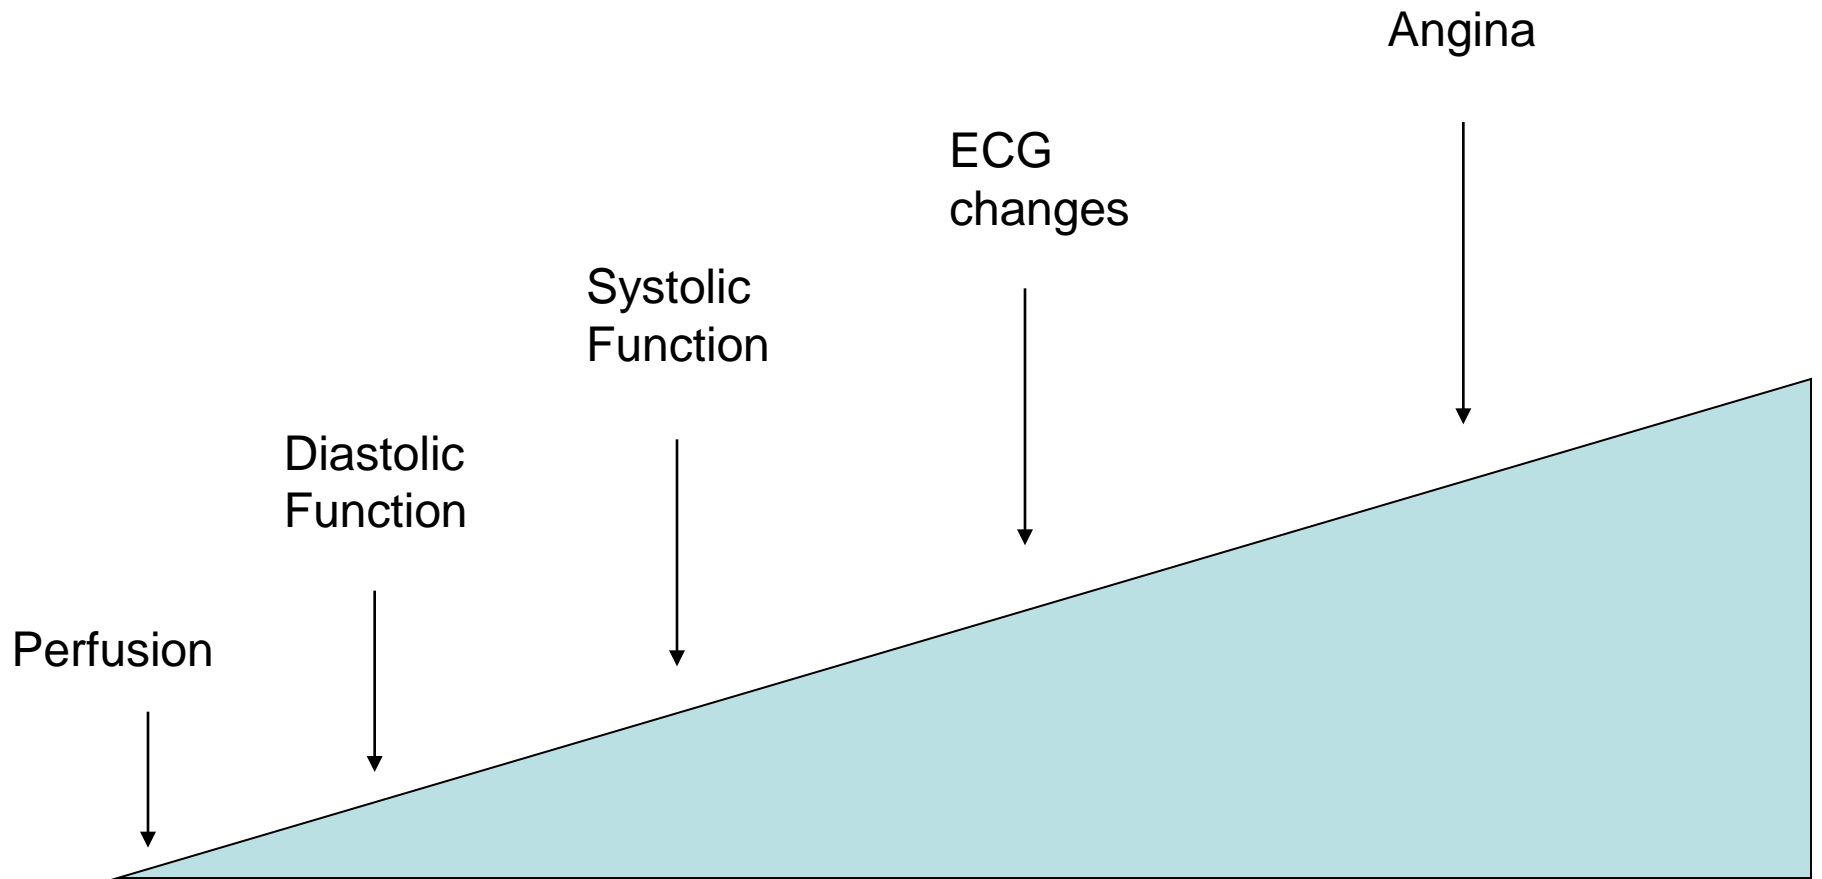 Angina
ECG
changes
Systolic
Function
Diastolic
Function
Perfusion